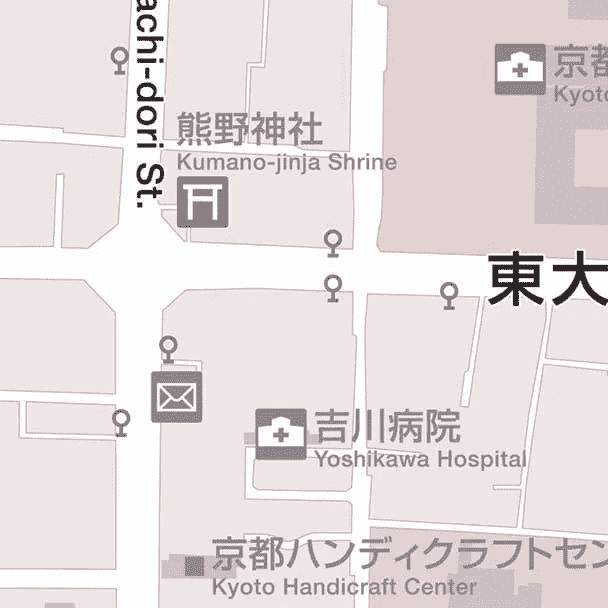 achi-dori St.
京都
Kyoto
熊野神社
Kumano-jinja Shrine
東大
吉川病院
Yoshikawa Hospital
京都ハンディクラフトセン
Kyoto Handicraft Center